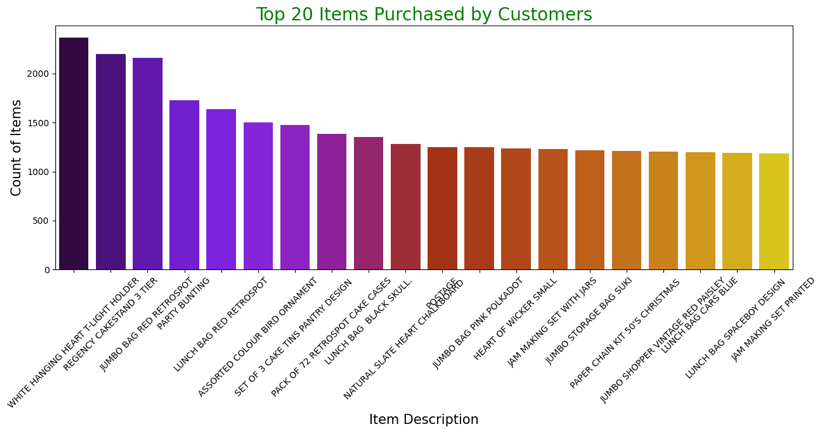 Top 20 Items Purchased by Customers
Count of Items
2000
1500
1000
500
0
WHITE HANGING HEART T-LIGHT HOLDER
REGENCY CAKESTAND 3 TIER
JUMBO BAG RED RETROSPOT
PARTY BUNTING
LUNCH BAG RED RETROSPOT
ASSORTED COLOUR BIRD ORNAMENT
SET OF 3 CAKE TINS PANTRY DESIGN
PACK OF 72 RETROSPOT CAKE CASES
LUNCH BAG  BLACK SKULL.
NATURAL SLATE HEART CHALKBOARD
POSTAGE
JUMBO BAG PINK POLKADOT
HEART OF WICKER SMALL
JAM MAKING SET WITH JARS
JUMBO STORAGE BAG SUKI
PAPER CHAIN KIT 50'S CHRISTMAS
JUMBO SHOPPER VINTAGE RED PAISLEY
LUNCH BAG CARS BLUE
LUNCH BAG SPACEBOY DESIGN
JAM MAKING SET PRINTED
Item Description